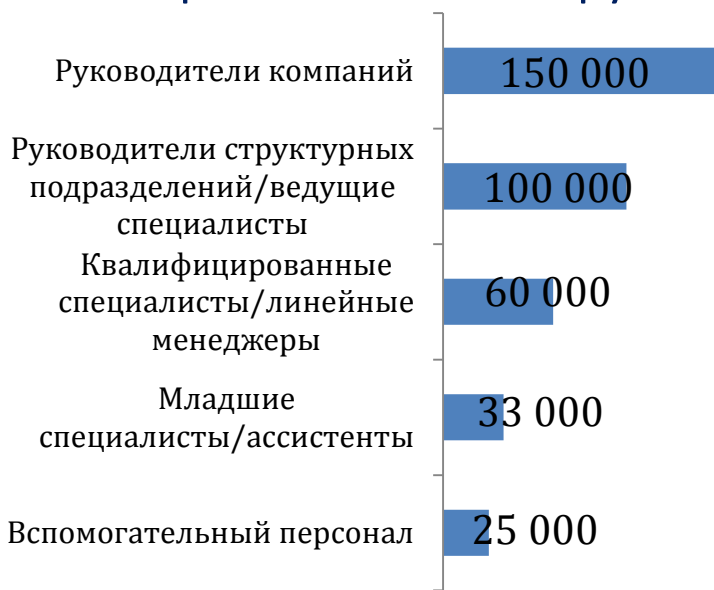 Руководители компаний
150 000
Руководители структурных
подразделений/ведущие
специалисты
100 000
Квалифицированные
специалисты/линейные
менеджеры
60 000
Младшие
специалисты/ассистенты
33 000
Вспомогательный персонал
25 000